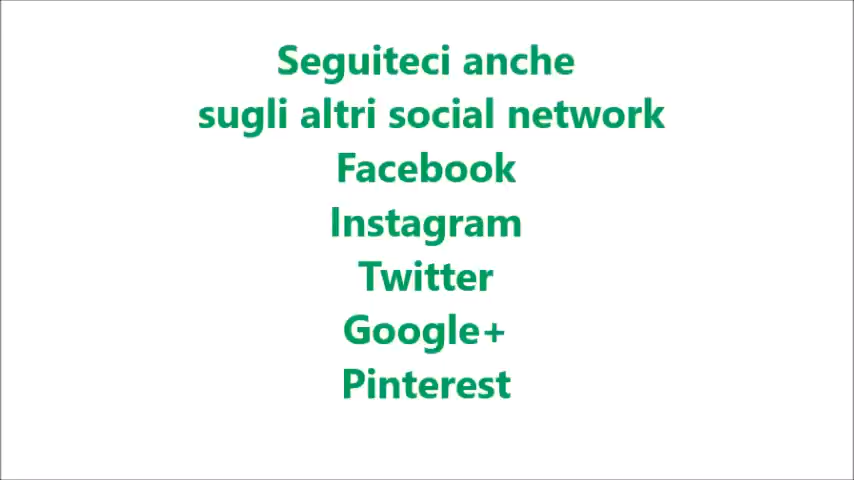 Seguiteci anche
sugli altri social network
Facebook
Instagram
Twitter
Google+
Pinterest